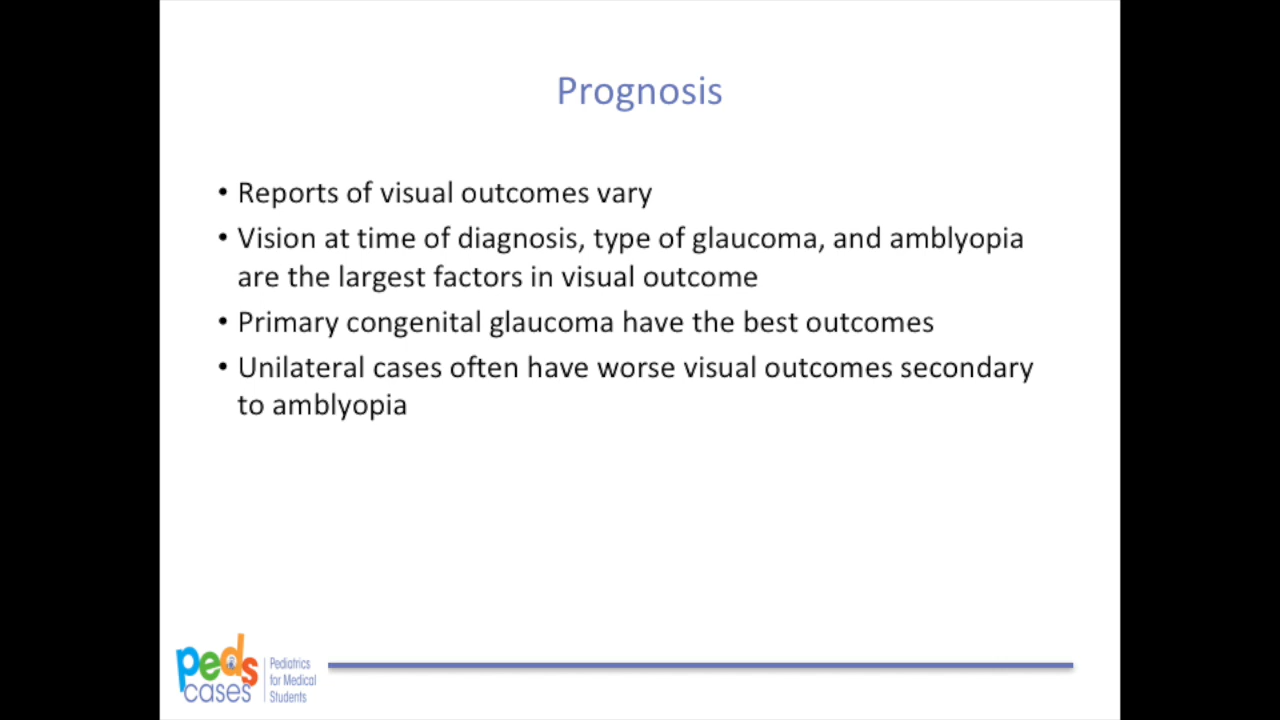 Prognosis
• Reports of visual outcomes vary
• Vision at time of diagnosis, type of glaucoma, and amblyopia
are the largest factors in visual outcome
• Primary congenital glaucoma have the best outcomes
• Unilateral cases often have worse visual outcomes secondary
to amblyopia
peds
cases
Pediatrics
for Medical
Students